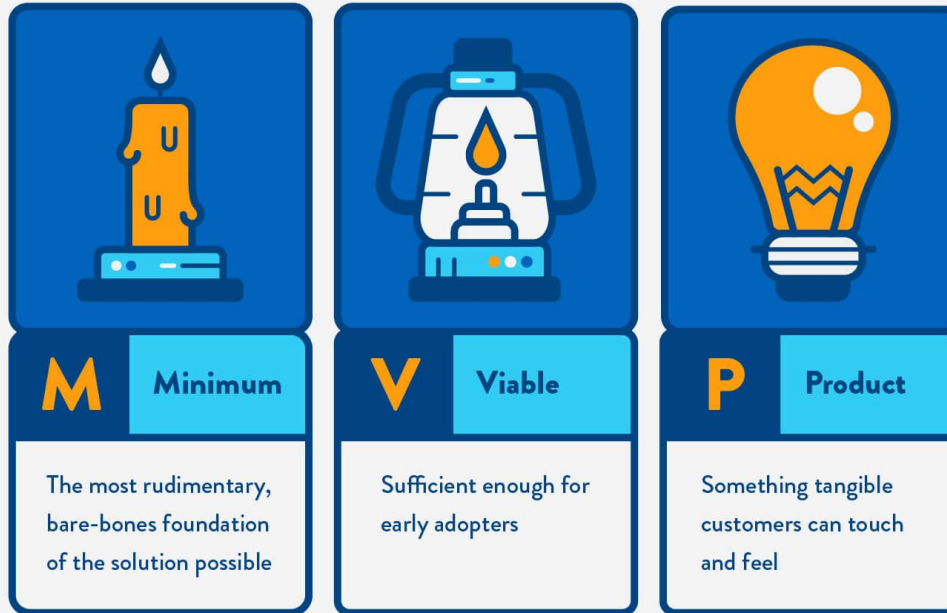 M Minimum
The most rudimentary,
bare-bones foundation
of the solution possible
V Viable
Sufficient enough for
early adopters
P Product
Something tangible
customers can touch
and feel